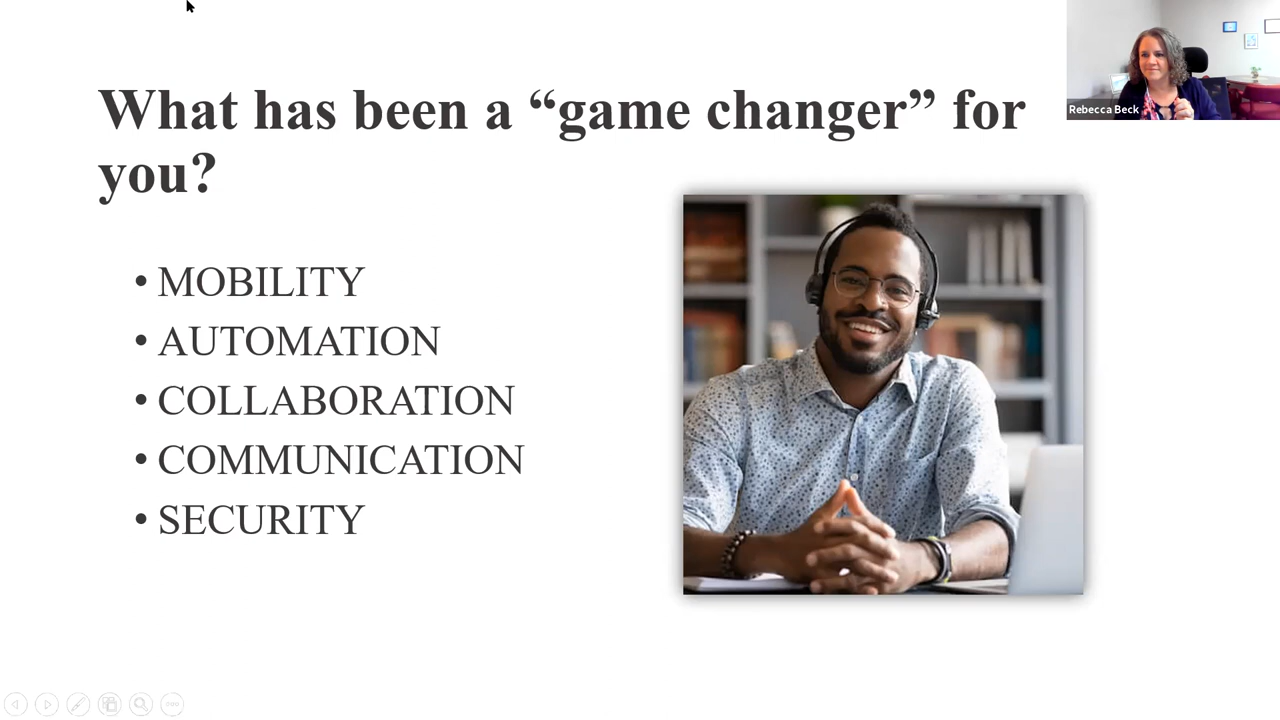 What has been a “game changer” for
you?
• MOBILITY
• AUTOMATION
• COLLABORATION
• COMMUNICATION
• SECURITY
Rebecca Beck